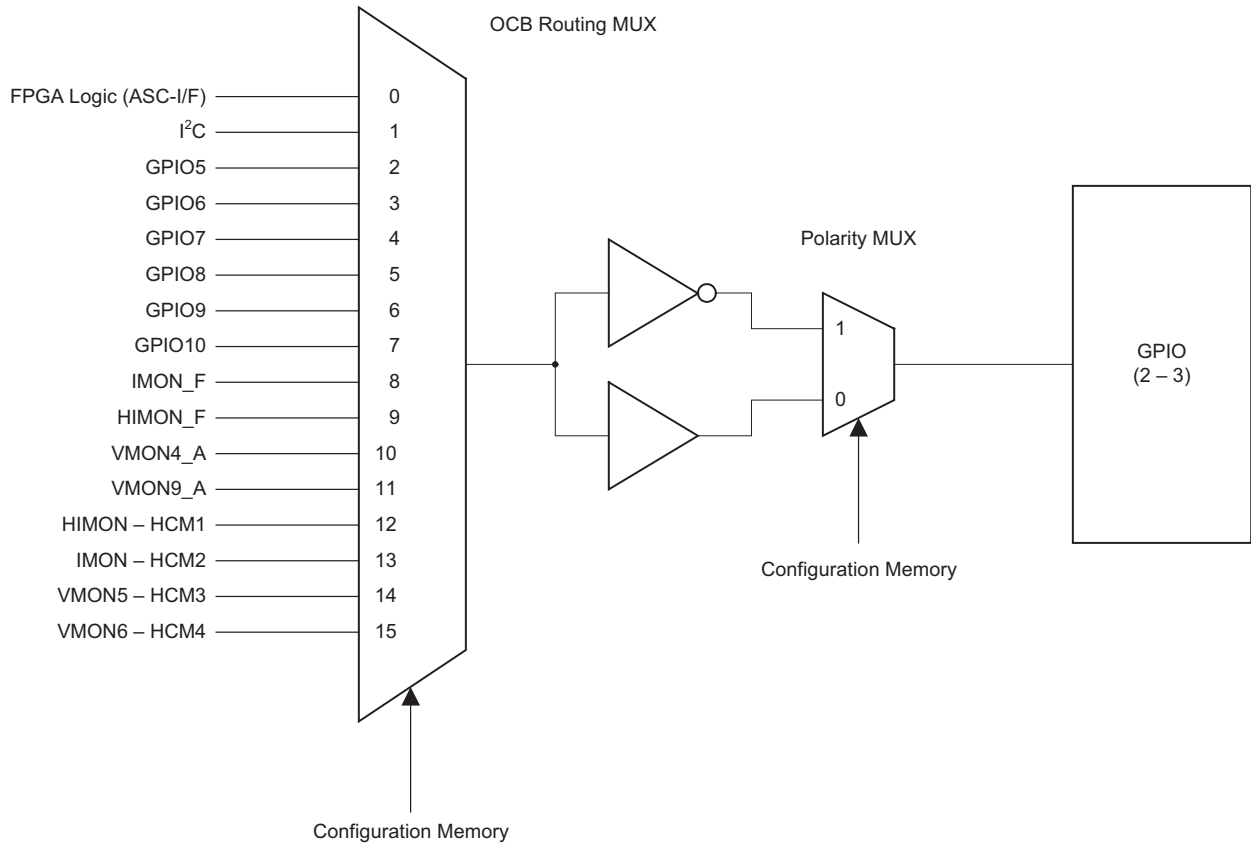 OCB Routing MUX
FPGA Logic (ASC-I/F) 0
I²C 1
GPIO5 2
GPIO6 3
GPIO7 4
GPIO8 5
GPIO9 6
GPIO10 7
IMON_F 8
HIMON_F 9
VMON4_A 10
VMON9_A 11
HIMON – HCM1 12
IMON – HCM2 13
VMON5 – HCM3 14
VMON6 – HCM4 15
Configuration Memory
Polarity MUX
1
0
Configuration Memory
GPIO
(2 – 3)